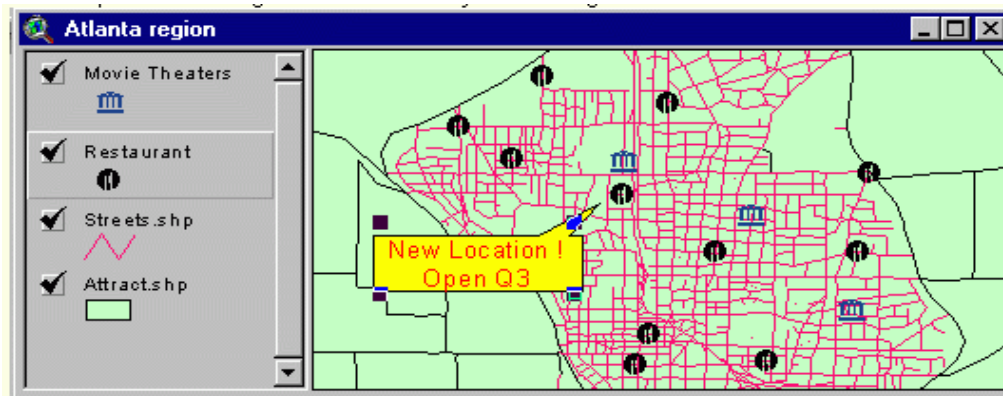 Atlanta region
Movie Theaters
Restaurant
Streets.shp
Attract.shp
New Location !
Open Q3